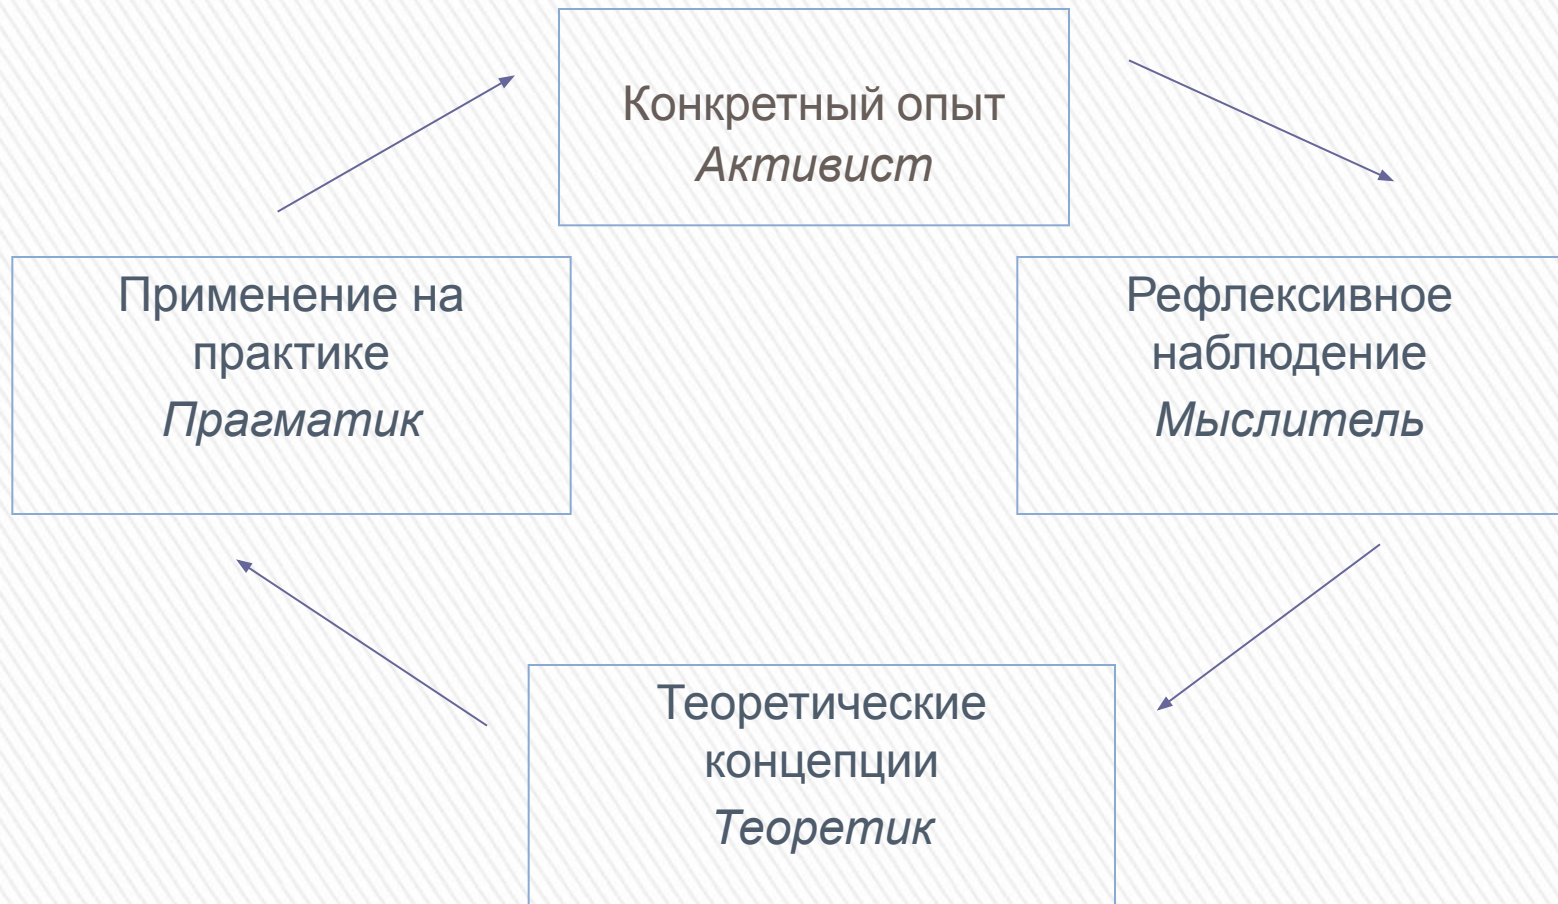 Конкретный опыт
Активист
Применение на
практике
Прагматик
Рефлексивное
наблюдение
Мыслитель
Теоретические
концепции
Теоретик